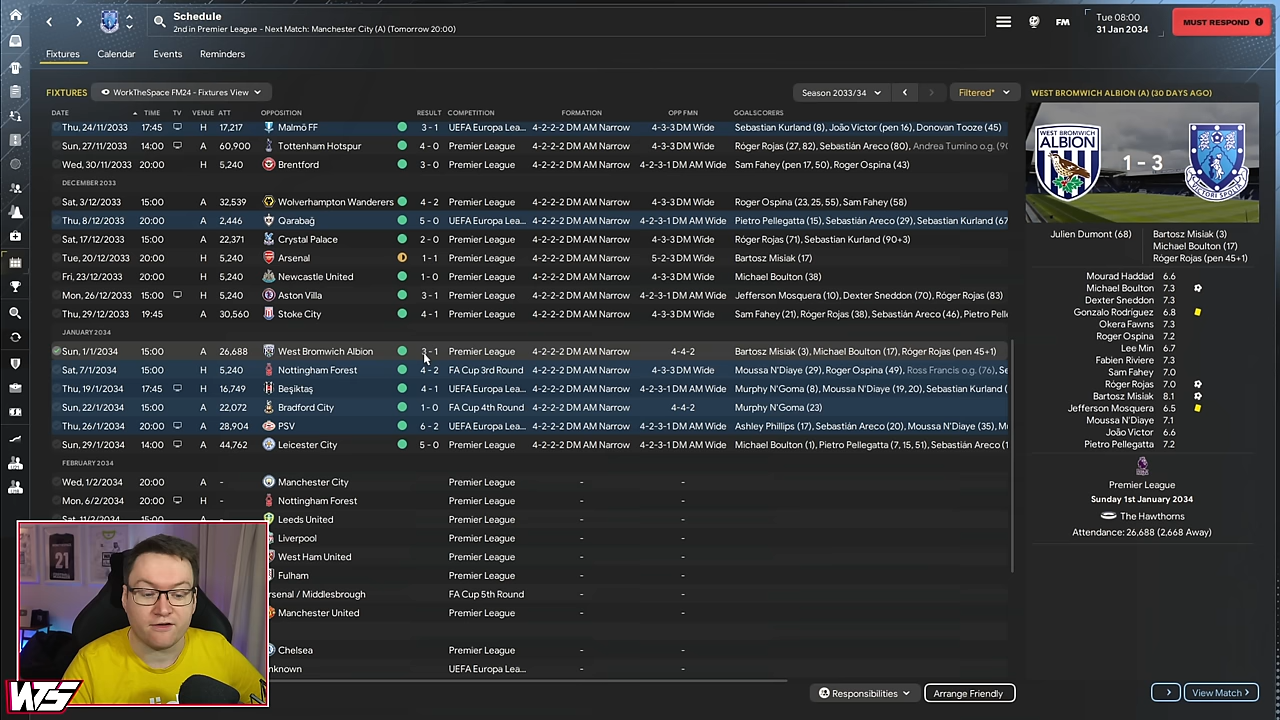 Schedule
2nd in Premier League - Next Match: Manchester City (A) (Tomorrow 20:00)
FM
Tue 08:00
31 Jan 2034
MUST RESPOND
Fixtures Calendar Events Reminders
FIXTURES WorkTheSpace FM24 - Fixtures View Season 2033/34 Filtered*
DATE TIME TV VENUE ATT OPPOSITION RESULT COMPETITION FORMATION OPP FMN GOALSCORERS
Thu, 24/11/2033 17:45 H 17,217 Malmö FF 3 - 1 UEFA Europa Lea... 4-2-2-2 DM AM Narrow 4-3-3 DM Wide Sebastian Kurland (8), João Victor (pen 16), Donovan Tooze (45)
Sun, 27/11/2033 14:00 A 60,900 Tottenham Hotspur 4 - 0 Premier League 4-2-2-2 DM AM Narrow 4-3-3 DM Wide Róger Rojas (27, 62), Sebastián Areco (80), Andrea Tumino o.g. (90
Wed, 30/11/2033 20:00 H 5,240 Brentford 3 - 0 Premier League 4-2-2-2 DM AM Narrow 4-2-3-1 DM AM Wide Sam Fahey (pen 17, 50), Roger Ospina (43)
DECEMBER 2033
Sat, 3/12/2033 15:00 A 32,539 Wolverhampton Wanderers 4 - 2 Premier League 4-2-2-2 DM AM Narrow 4-3-3 DM Wide Roger Ospina (23, 25, 55), Sam Fahey (58)
Thu, 8/12/2033 20:00 A 2,446 Qarabağ 5 - 0 UEFA Europa Lea... 4-2-2-2 DM AM Narrow 4-2-3-1 DM AM Wide Pietro Pellegatta (15), Sebastián Areco (29), Sebastian Kurland (67
Sat, 17/12/2033 15:00 A 22,371 Crystal Palace 2 - 0 Premier League 4-2-2-2 DM AM Narrow 4-3-3 DM Wide Róger Rojas (71), Sebastian Kurland (90+3)
Tue, 20/12/2033 20:00 H 5,240 Arsenal 1 - 1 Premier League 4-2-2-2 DM AM Narrow 5-2-3 DM Wide Bartosz Misiak (17)
Fri, 23/12/2033 20:00 H 5,240 Newcastle United 1 - 0 Premier League 4-2-2-2 DM AM Narrow 4-3-3 DM Wide Michael Boulton (38)
Mon, 26/12/2033 15:00 H 5,240 Aston Villa 3 - 1 Premier League 4-2-2-2 DM AM Narrow 4-2-3-1 DM AM Wide Jefferson Mosquera (10), Dexter Sneddon (70), Róger Rojas (83)
Thu, 29/12/2033 19:45 A 30,560 Stoke City 4 - 1 Premier League 4-2-2-2 DM AM Narrow 4-3-3 DM Wide Sam Fahey (21), Róger Rojas (38), Sebastián Areco (46), Pietro Pelle
JANUARY 2034
Sun, 1/1/2034 15:00 A 26,688 West Bromwich Albion 3 - 1 Premier League 4-2-2-2 DM AM Narrow 4-4-2 Bartosz Misiak (3), Michael Boulton (17), Róger Rojas (pen 45+1)
Sat, 7/1/2034 15:00 H 5,240 Nottingham Forest 4 - 2 FA Cup 3rd Round 4-2-2-2 DM AM Narrow 4-3-3 DM Wide Moussa N'Diaye (29), Roger Ospina (49), Ross Francis o.g. (76), Se
Thu, 19/1/2034 17:45 H 16,749 Beşiktaş 4 - 1 UEFA Europa Lea... 4-2-2-2 DM AM Narrow 4-2-3-1 DM AM Wide Murphy N'Goma (8), Moussa N'Diaye (19, 20), Sebastian Kurland (
Sun, 22/1/2034 15:00 A 22,072 Bradford City 1 - 0 FA Cup 4th Round 4-2-2-2 DM AM Narrow 4-4-2 Murphy N'Goma (23)
Thu, 26/1/2034 20:00 A 28,904 PSV 6 - 2 UEFA Europa Lea... 4-2-2-2 DM AM Narrow 4-2-3-1 DM AM Wide Ashley Phillips (17), Sebastián Areco (20), Moussa N'Diaye (35), M
Sun, 29/1/2034 14:00 A 44,762 Leicester City 5 - 0 Premier League 4-2-2-2 DM AM Narrow 4-2-3-1 DM AM Wide Michael Boulton (1), Pietro Pellegatta (7, 15, 51), Sebastián Areco (1
FEBRUARY 2034
Wed, 1/2/2034 20:00 A - Manchester City Premier League - -
Mon, 6/2/2034 20:00 H - Nottingham Forest Premier League - -
Sat, 11/2/2034 15:00 Leeds United Premier League - -
Liverpool Premier League - -
West Ham United Premier League - -
Fulham Premier League - -
rsenal / Middlesbrough FA Cup 5th Round - -
Manchester United Premier League - -
Chelsea Premier League - -
nknown UEFA Europa Lea... - -
Responsibilities Arrange Friendly
WEST BROMWICH ALBION (A) (30 DAYS AGO)
WEST BROMWICH
ALBION
1 - 3
Julien Dumont (68) Bartosz Misiak (3)
Michael Boulton (17)
Róger Rojas (pen 45+1)
Mourad Haddad 6.6
Michael Boulton 7.3
Dexter Sneddon 7.3
Gonzalo Rodríguez 6.8
Okera Fawns 7.3
Roger Ospina 7.2
Lee Min 6.7
Fabien Riviere 7.3
Sam Fahey 7.0
Róger Rojas 7.0
Bartosz Misiak 8.1
Jefferson Mosquera 6.5
Moussa N'Diaye 7.1
João Victor 6.6
Pietro Pellegatta 7.2
Premier League
Sunday 1st January 2034
The Hawthorns
Attendance: 26,688 (2,668 Away)
View Match
21
WTS